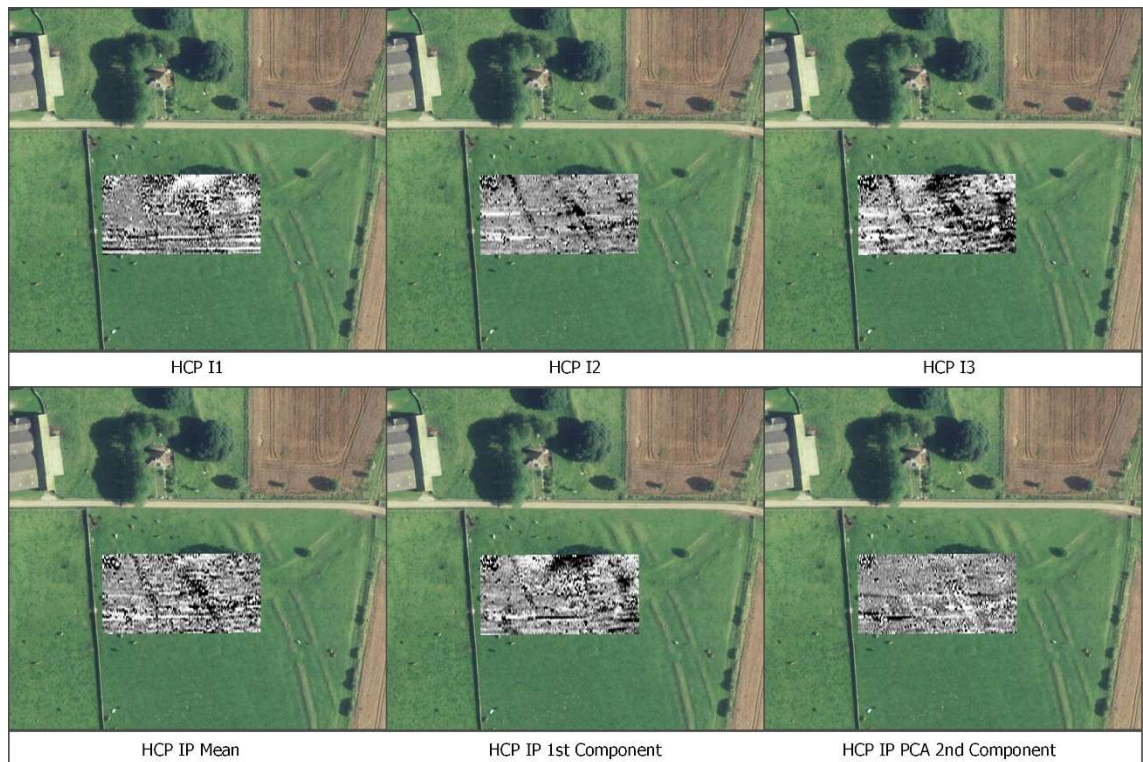 HCP I1
HCP I2
HCP I3
HCP IP Mean
HCP IP 1st Component
HCP IP PCA 2nd Component